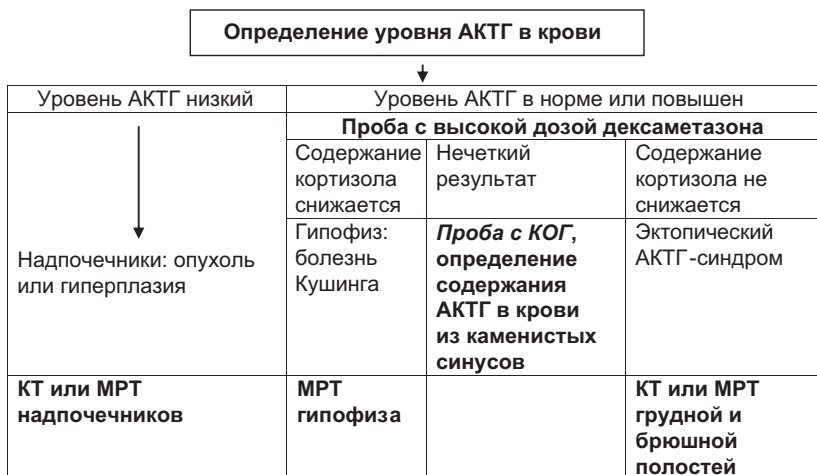 Определение уровня АКТГ в крови
Уровень АКТГ низкий
Уровень АКТГ в норме или повышен
Проба с высокой дозой дексаметазона
Содержание
кортизола
снижается
Нечеткий
результат
Содержание
кортизола не
снижается
Надпочечники: опухоль
или гиперплазия
Гипофиз:
болезнь
Кушинга
Проба с КОГ,
определение
содержания
АКТГ в крови
из каменистых
синусов
Эктопический
АКТГ-синдром
КТ или МРТ
надпочечников
МРТ
гипофиза
КТ или МРТ
грудной и
брюшной
полостей